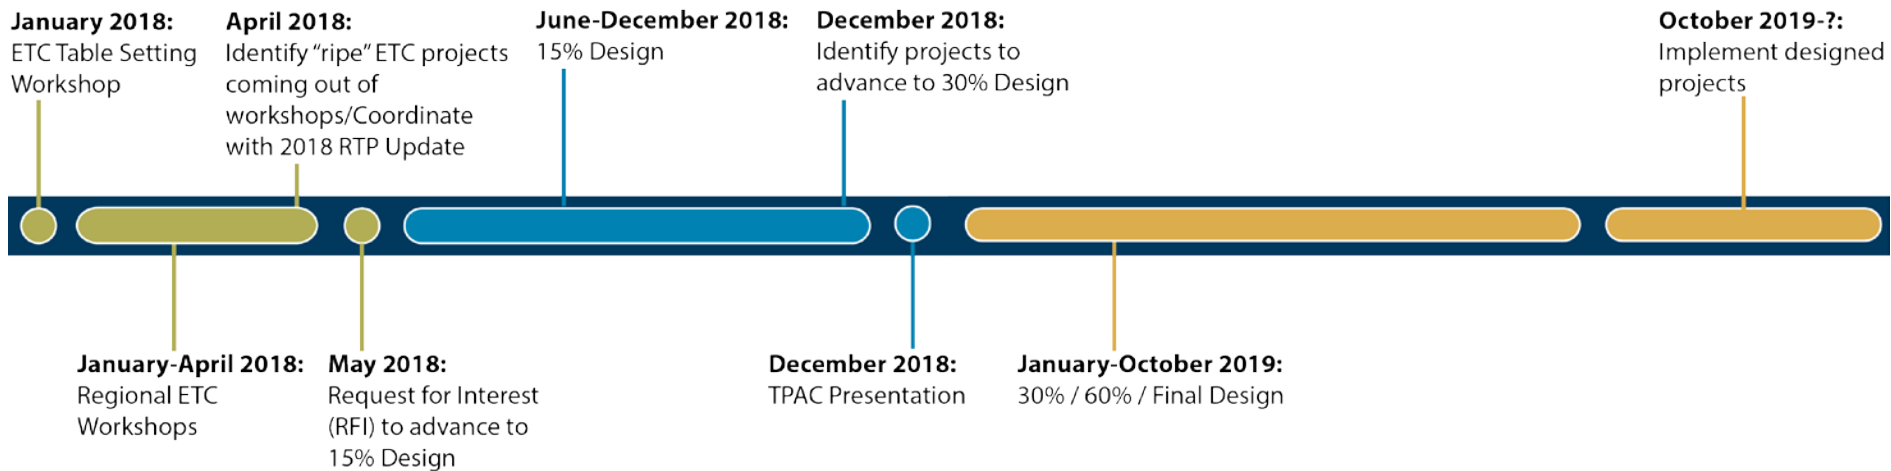 January 2018:
ETC Table Setting
Workshop
April 2018:
Identify “ripe” ETC projects
coming out of
workshops/Coordinate
with 2018 RTP Update
June-December 2018:
15% Design
December 2018:
Identify projects to
advance to 30% Design
October 2019-?:
Implement designed
projects
January-April 2018:
Regional ETC
Workshops
May 2018:
Request for Interest
(RFI) to advance to
15% Design
December 2018:
TPAC Presentation
January-October 2019:
30% / 60% / Final Design